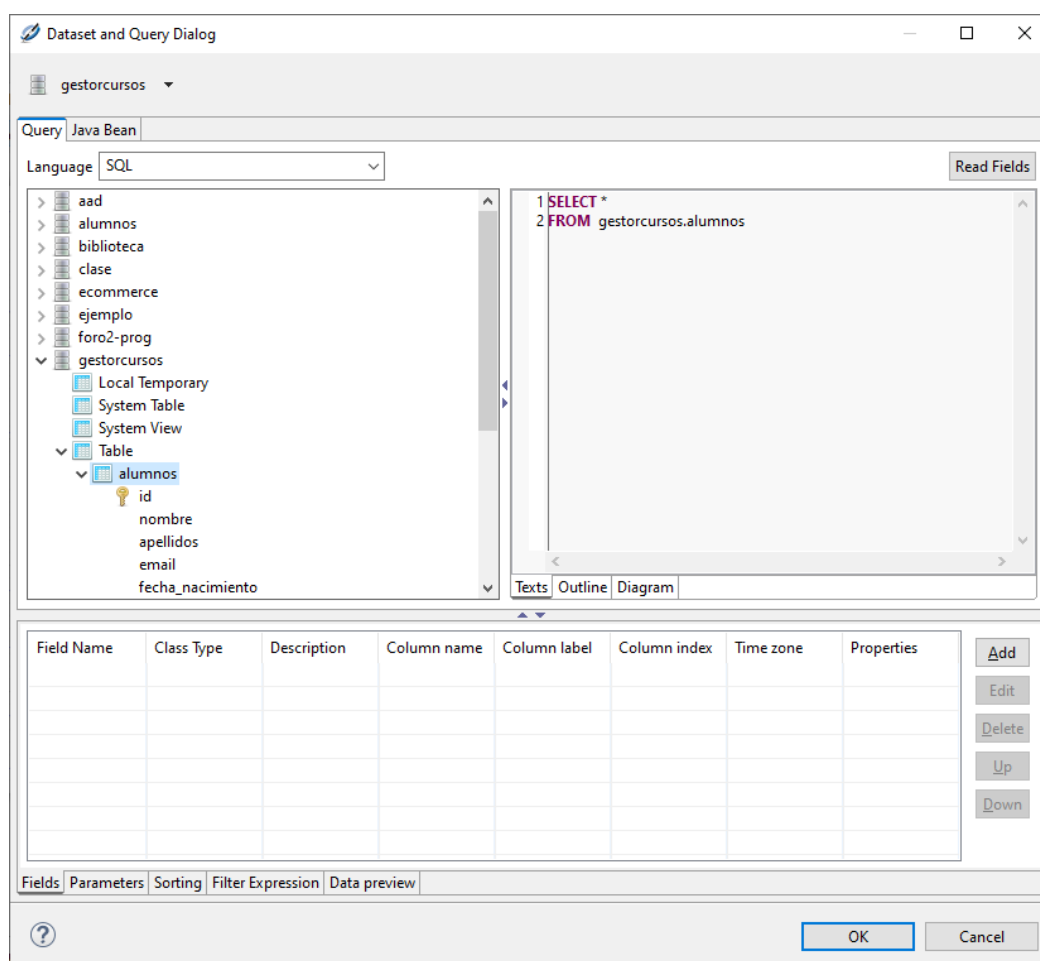 Dataset and Query Dialog
gestorcursos
Query Java Bean
Language SQL
Read Fields
aad
alumnos
biblioteca
clase
ecommerce
ejemplo
foro2-prog
gestorcursos
Local Temporary
System Table
System View
Table
alumnos
id
nombre
apellidos
email
fecha_nacimiento
1 SELECT *
2 FROM gestorcursos.alumnos
Texts Outline Diagram
Field Name Class Type Description Column name Column label Column index Time zone Properties
Add
Edit
Delete
Up
Down
Fields Parameters Sorting Filter Expression Data preview
? OK Cancel